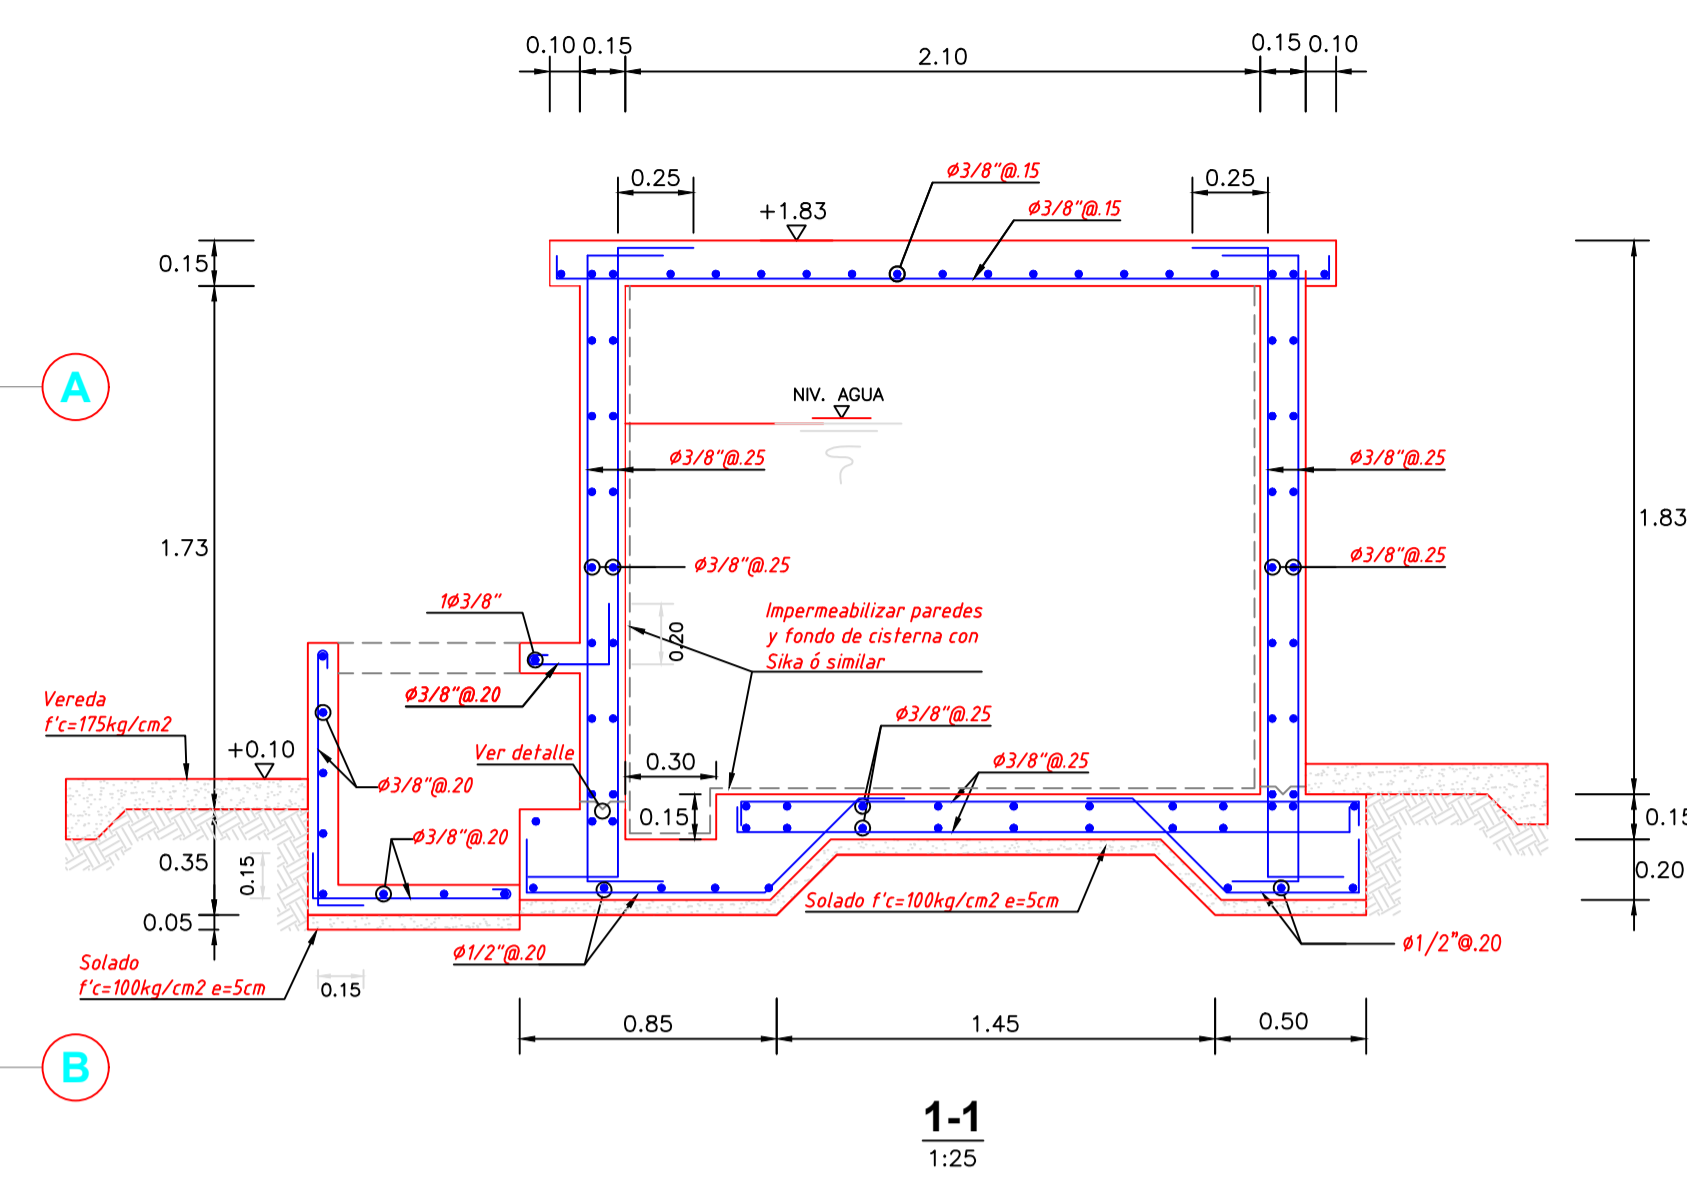 0.10 0.15 2.10 0.15 0.10
ø3/8"@.15
0.25 0.25
+1.83 ø3/8"@.15
0.15
A
NIV. AGUA
ø3/8"@.25 ø3/8"@.25
1.83
1.73
ø3/8"@.25 ø3/8"@.25
1ø3/8"
0.20
Impermeabilizar paredes
y fondo de cisterna con
Sika ó similar
ø3/8"@.20
Vereda
f'c=175kg/cm2
ø3/8"@.25
+0.10
Ver detalle
0.30
ø3/8"@.25
ø3/8"@.20
0.15
0.15
ø3/8"@.20
0.35
0.15
0.20
Solado f'c=100kg/cm2 e=5cm
0.05
ø1/2"@.20
ø1/2"@.20
Solado
f'c=100kg/cm2 e=5cm
0.15
0.85 1.45 0.50
B
1-1
1:25